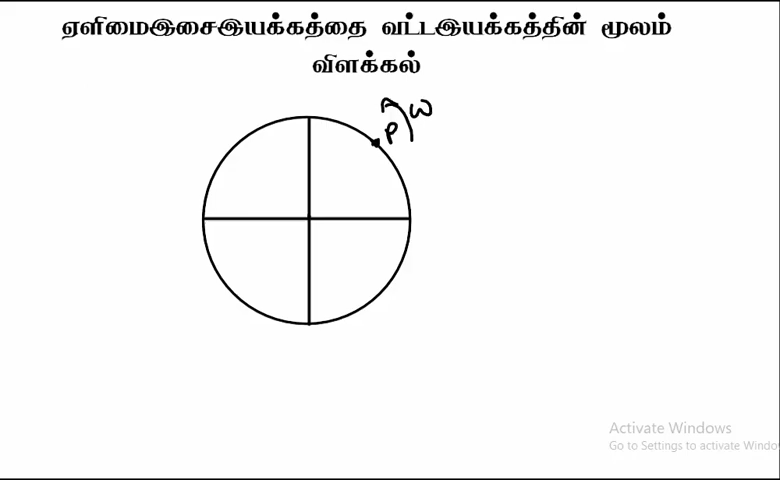 ஏளிமைஇசைஇயக்கத்தை வட்டஇயக்கத்தின் மூலம்
விளக்கல்
ω
P
Activate Windows
Go to Settings to activate Windo